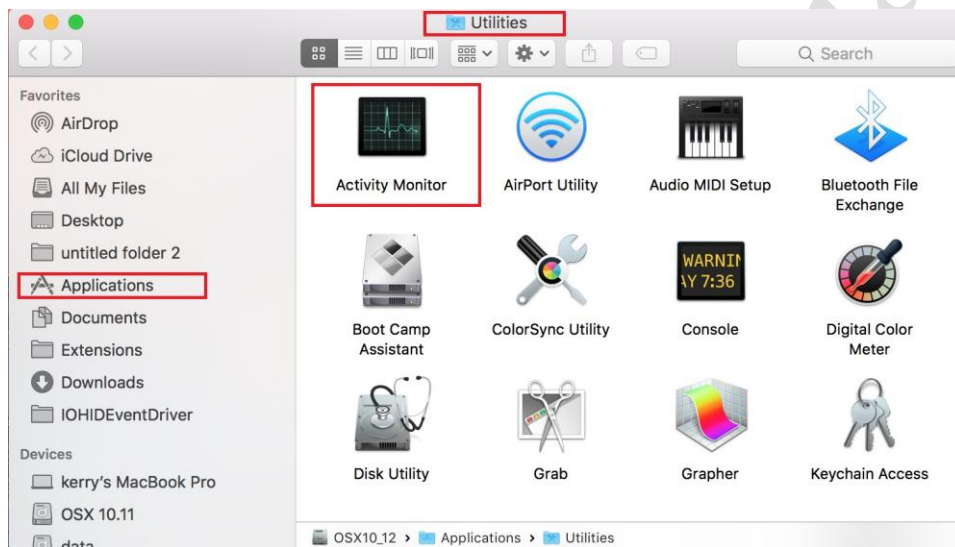 Utilities
Search
Favorites
AirDrop
iCloud Drive
All My Files
Desktop
untitled folder 2
Applications
Documents
Extensions
Downloads
IOHIDEventDriver
Devices
kerry's MacBook Pro
OSX 10.11
data
Activity Monitor
AirPort Utility
Audio MIDI Setup
Bluetooth File
Exchange
WARNIN
AY 7:36
Boot Camp
Assistant
ColorSync Utility
Console
Digital Color
Meter
Disk Utility
Grab
Grapher
Keychain Access
OSX10_12 › Applications › Utilities